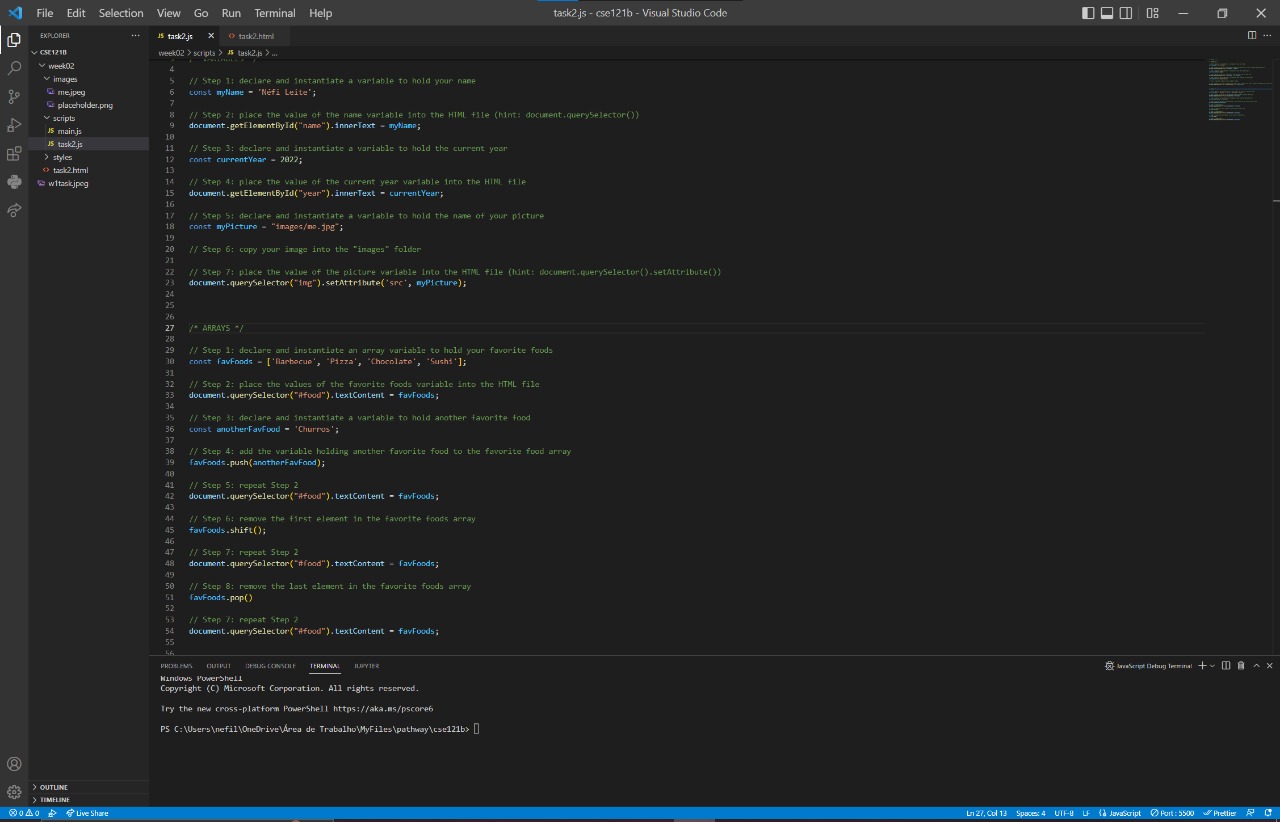 File Edit Selection View Go Run Terminal Help
task2.js - cse121b - Visual Studio Code
EXPLORER
CSE121B
week02
images
me.jpeg
placeholder.png
scripts
JS main.js
JS task2.js
styles
task2.html
w1task.jpeg
OUTLINE
TIMELINE
JS task2.js
task2.html
week02 > scripts > JS task2.js > ...
4
5 // Step 1: declare and instantiate a variable to hold your name
6 const myName = 'Néfi Leite';
7
8 // Step 2: place the value of the name variable into the HTML file (hint: document.querySelector())
9 document.getElementById("name").innerText = myName;
10
11 // Step 3: declare and instantiate a variable to hold the current year
12 const currentYear = 2022;
13
14 // Step 4: place the value of the current year variable into the HTML file
15 document.getElementById("year").innerText = currentYear;
16
17 // Step 5: declare and instantiate a variable to hold the name of your picture
18 const myPicture = "images/me.jpg";
19
20 // Step 6: copy your image into the "images" folder
21
22 // Step 7: place the value of the picture variable into the HTML file (hint: document.querySelector().setAttribute())
23 document.querySelector("img").setAttribute('src', myPicture);
24
25
26
27 /* ARRAYS */
28
29 // Step 1: declare and instantiate an array variable to hold your favorite foods
30 const favFoods = ['Barbecue', 'Pizza', 'Chocolate', 'Sushi'];
31
32 // Step 2: place the values of the favorite foods variable into the HTML file
33 document.querySelector("#food").textContent = favFoods;
34
35 // Step 3: declare and instantiate a variable to hold another favorite food
36 const anotherFavFood = 'Churros';
37
38 // Step 4: add the variable holding another favorite food to the favorite food array
39 favFoods.push(anotherFavFood);
40
41 // Step 5: repeat Step 2
42 document.querySelector("#food").textContent = favFoods;
43
44 // Step 6: remove the first element in the favorite foods array
45 favFoods.shift();
46
47 // Step 7: repeat Step 2
48 document.querySelector("#food").textContent = favFoods;
49
50 // Step 8: remove the last element in the favorite foods array
51 favFoods.pop()
52
53 // Step 7: repeat Step 2
54 document.querySelector("#food").textContent = favFoods;
55
56
PROBLEMS OUTPUT DEBUG CONSOLE TERMINAL JUPYTER
JavaScript Debug Terminal
Windows PowerShell
Copyright (C) Microsoft Corporation. All rights reserved.
Try the new cross-platform PowerShell https://aka.ms/pscore6
PS C:\Users\nefil\OneDrive\Área de Trabalho\MyFiles\pathway\cse121b>
0 0 Live Share
Ln 27, Col 13 Spaces: 4 UTF-8 LF JavaScript Port : 5500 Prettier